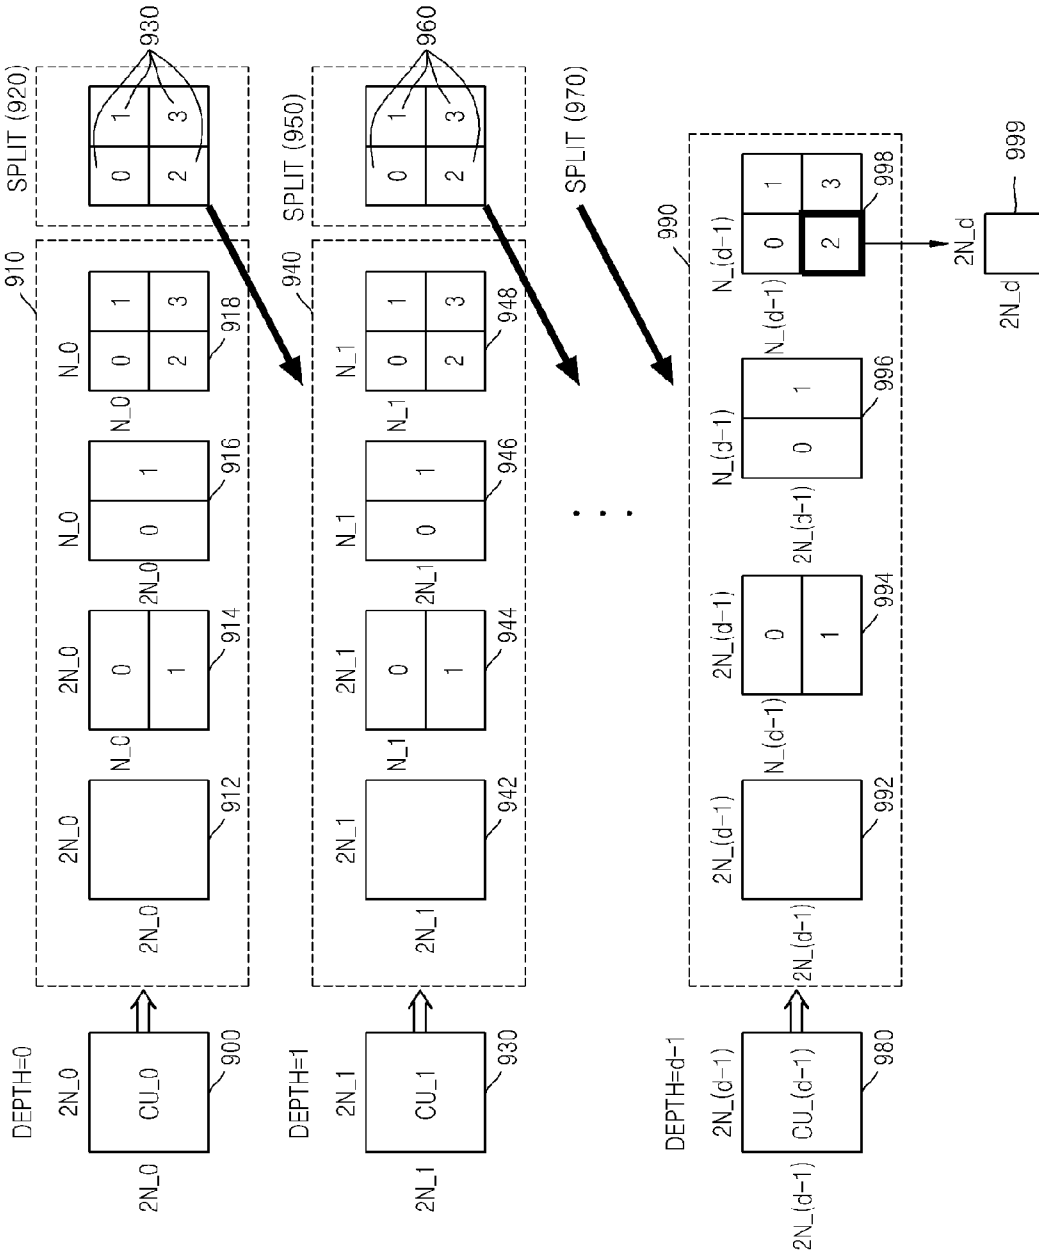 DEPTH=0
2N_0
2N_0
CU_0
900
910
2N_0
2N_0
912
2N_0
N_0
0
1
914
N_0
2N_0
0
1
916
N_0
N_0
0
1
2
3
918
SPLIT (920)
0
1
2
3
930
DEPTH=1
2N_1
2N_1
CU_1
930
940
2N_1
2N_1
942
2N_1
N_1
0
1
944
N_1
2N_1
0
1
946
N_1
N_1
0
1
2
3
948
SPLIT (950)
0
1
2
3
960
SPLIT (970)
. . .
DEPTH=d-1
2N_(d-1)
2N_(d-1)
CU_(d-1)
980
990
2N_(d-1)
2N_(d-1)
992
2N_(d-1)
N_(d-1)
0
1
994
N_(d-1)
2N_(d-1)
0
1
996
N_(d-1)
N_(d-1)
0
1
2
3
998
2N_d
2N_d
999